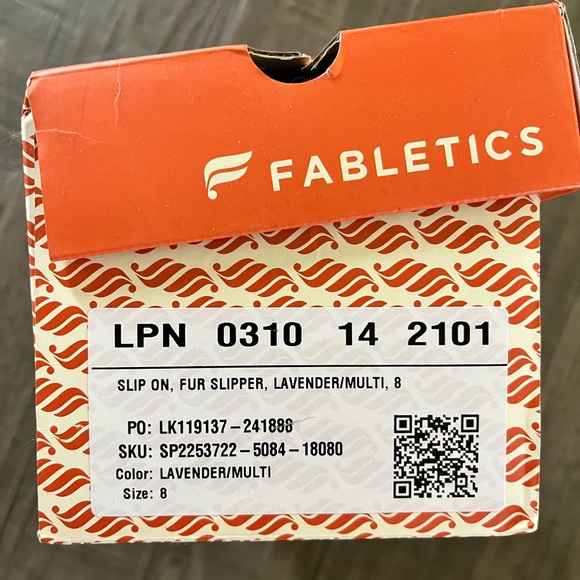 FABLETICS
LPN 0310 14 2101
SLIP ON, FUR SLIPPER, LAVENDER/MULTI, 8
PO: LK119137-241888
SKU: SP2253722-5084-18080
Color: LAVENDER/MULTI
Size: 8